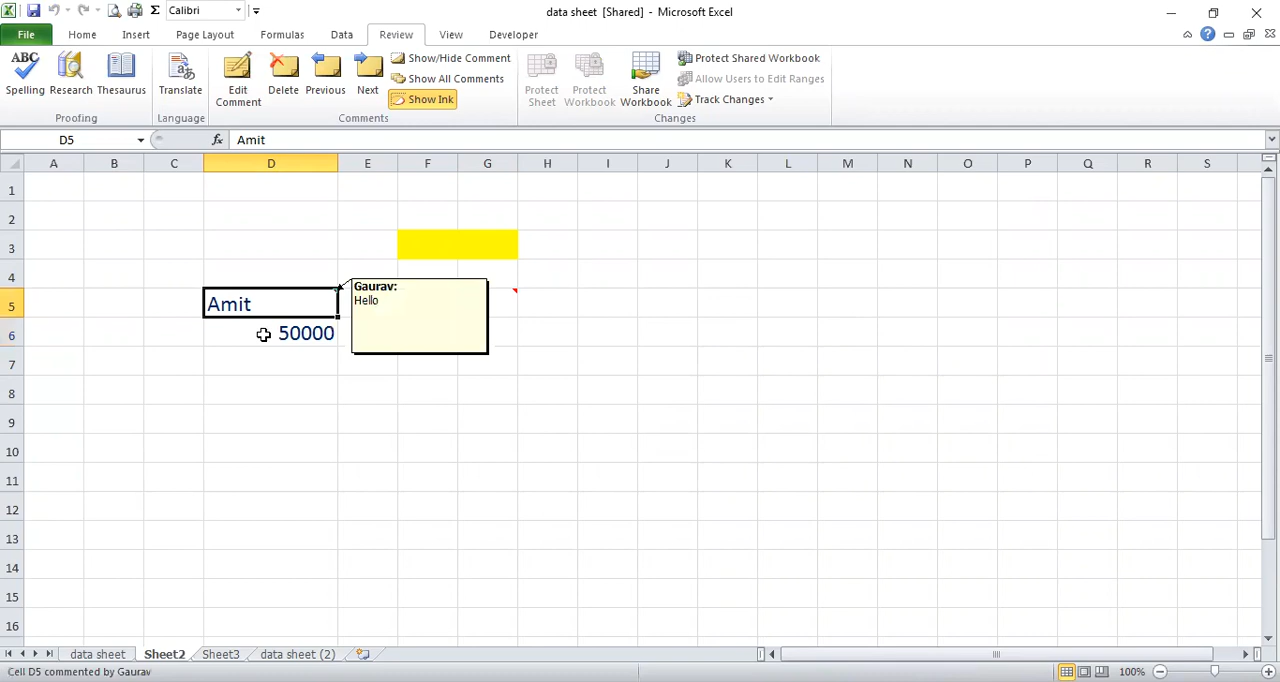 Σ Calibri
data sheet [Shared] - Microsoft Excel
File Home Insert Page Layout Formulas Data Review View Developer
ABC
Spelling Research Thesaurus
Proofing
Translate
Language
Edit Comment
Delete Previous Next
Show/Hide Comment
Show All Comments
Show Ink
Comments
Protect Sheet
Protect Workbook
Share Workbook
Protect Shared Workbook
Allow Users to Edit Ranges
Track Changes
Changes
D5 fx Amit
A B C D E F G H I J K L M N O P Q R S
1
2
3
4
5 Amit
Gaurav:
Hello
6 50000
7
8
9
10
11
12
13
14
15
16
data sheet Sheet2 Sheet3 data sheet (2)
Cell D5 commented by Gaurav 100%